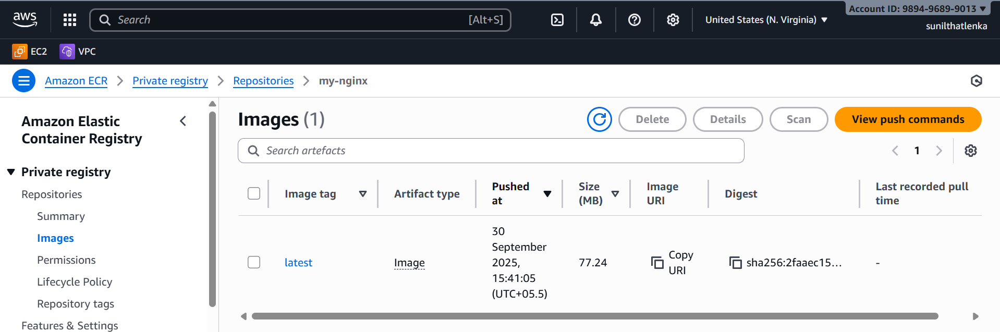 aws
Search
[Alt+S]
United States (N. Virginia)
Account ID: 9894-9689-9013
sunilthatlenka
EC2
VPC
Amazon ECR
Private registry
Repositories
my-nginx
Amazon Elastic
Container Registry
Private registry
Repositories
Summary
Images
Permissions
Lifecycle Policy
Repository tags
Features & Settings
Images (1)
Delete
Details
Scan
View push commands
Search artefacts
1
Image tag
Artifact type
Pushed
at
Size
(MB)
Image
URI
Digest
Last recorded pull
time
latest
Image
30
September
2025,
15:41:05
(UTC+05.5)
77.24
Copy
URI
sha256:2faaec15...
-